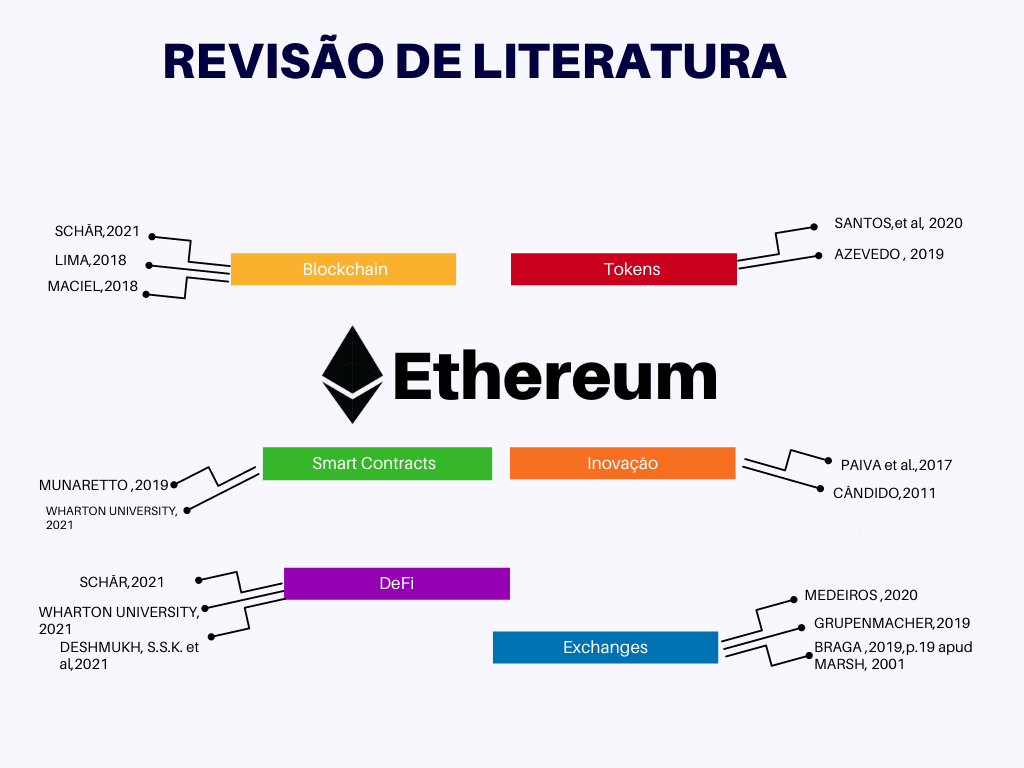 REVISÃO DE LITERATURA
SCHÄR,2021
LIMA,2018
MACIEL,2018
Blockchain
Tokens
SANTOS,et al, 2020
AZEVEDO , 2019
Ethereum
MUNARETTO ,2019
WHARTON UNIVERSITY,
2021
Smart Contracts
Inovação
PAIVA et al.,2017
CÂNDIDO,2011
SCHÄR,2021
WHARTON UNIVERSITY,
2021
DESHMUKH, S.S.K. et
al,2021
DeFi
Exchanges
MEDEIROS ,2020
GRUPENMACHER,2019
BRAGA ,2019,p.19 apud
MARSH, 2001